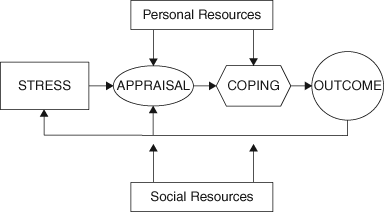 Personal Resources
STRESS
APPRAISAL
COPING
OUTCOME
Social Resources